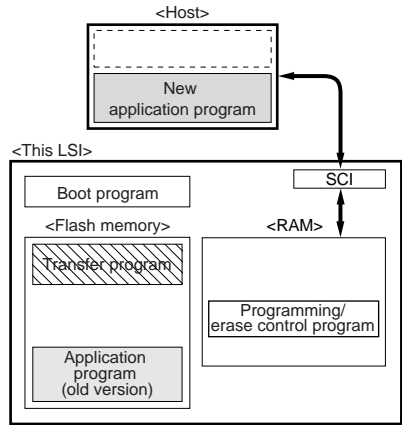 <Host>
New
application program
<This LSI>
SCI
Boot program
<Flash memory>
<RAM>
Transfer program
Programming/
erase control program
Application
program
(old version)